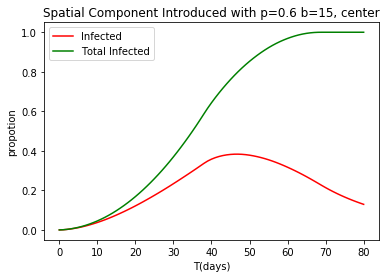 Spatial Component Introduced with p=0.6 b=15, center
Infected
Total Infected
1.0
0.8
0.6
0.4
0.2
0.0
propotion
0 10 20 30 40 50 60 70 80
T(days)